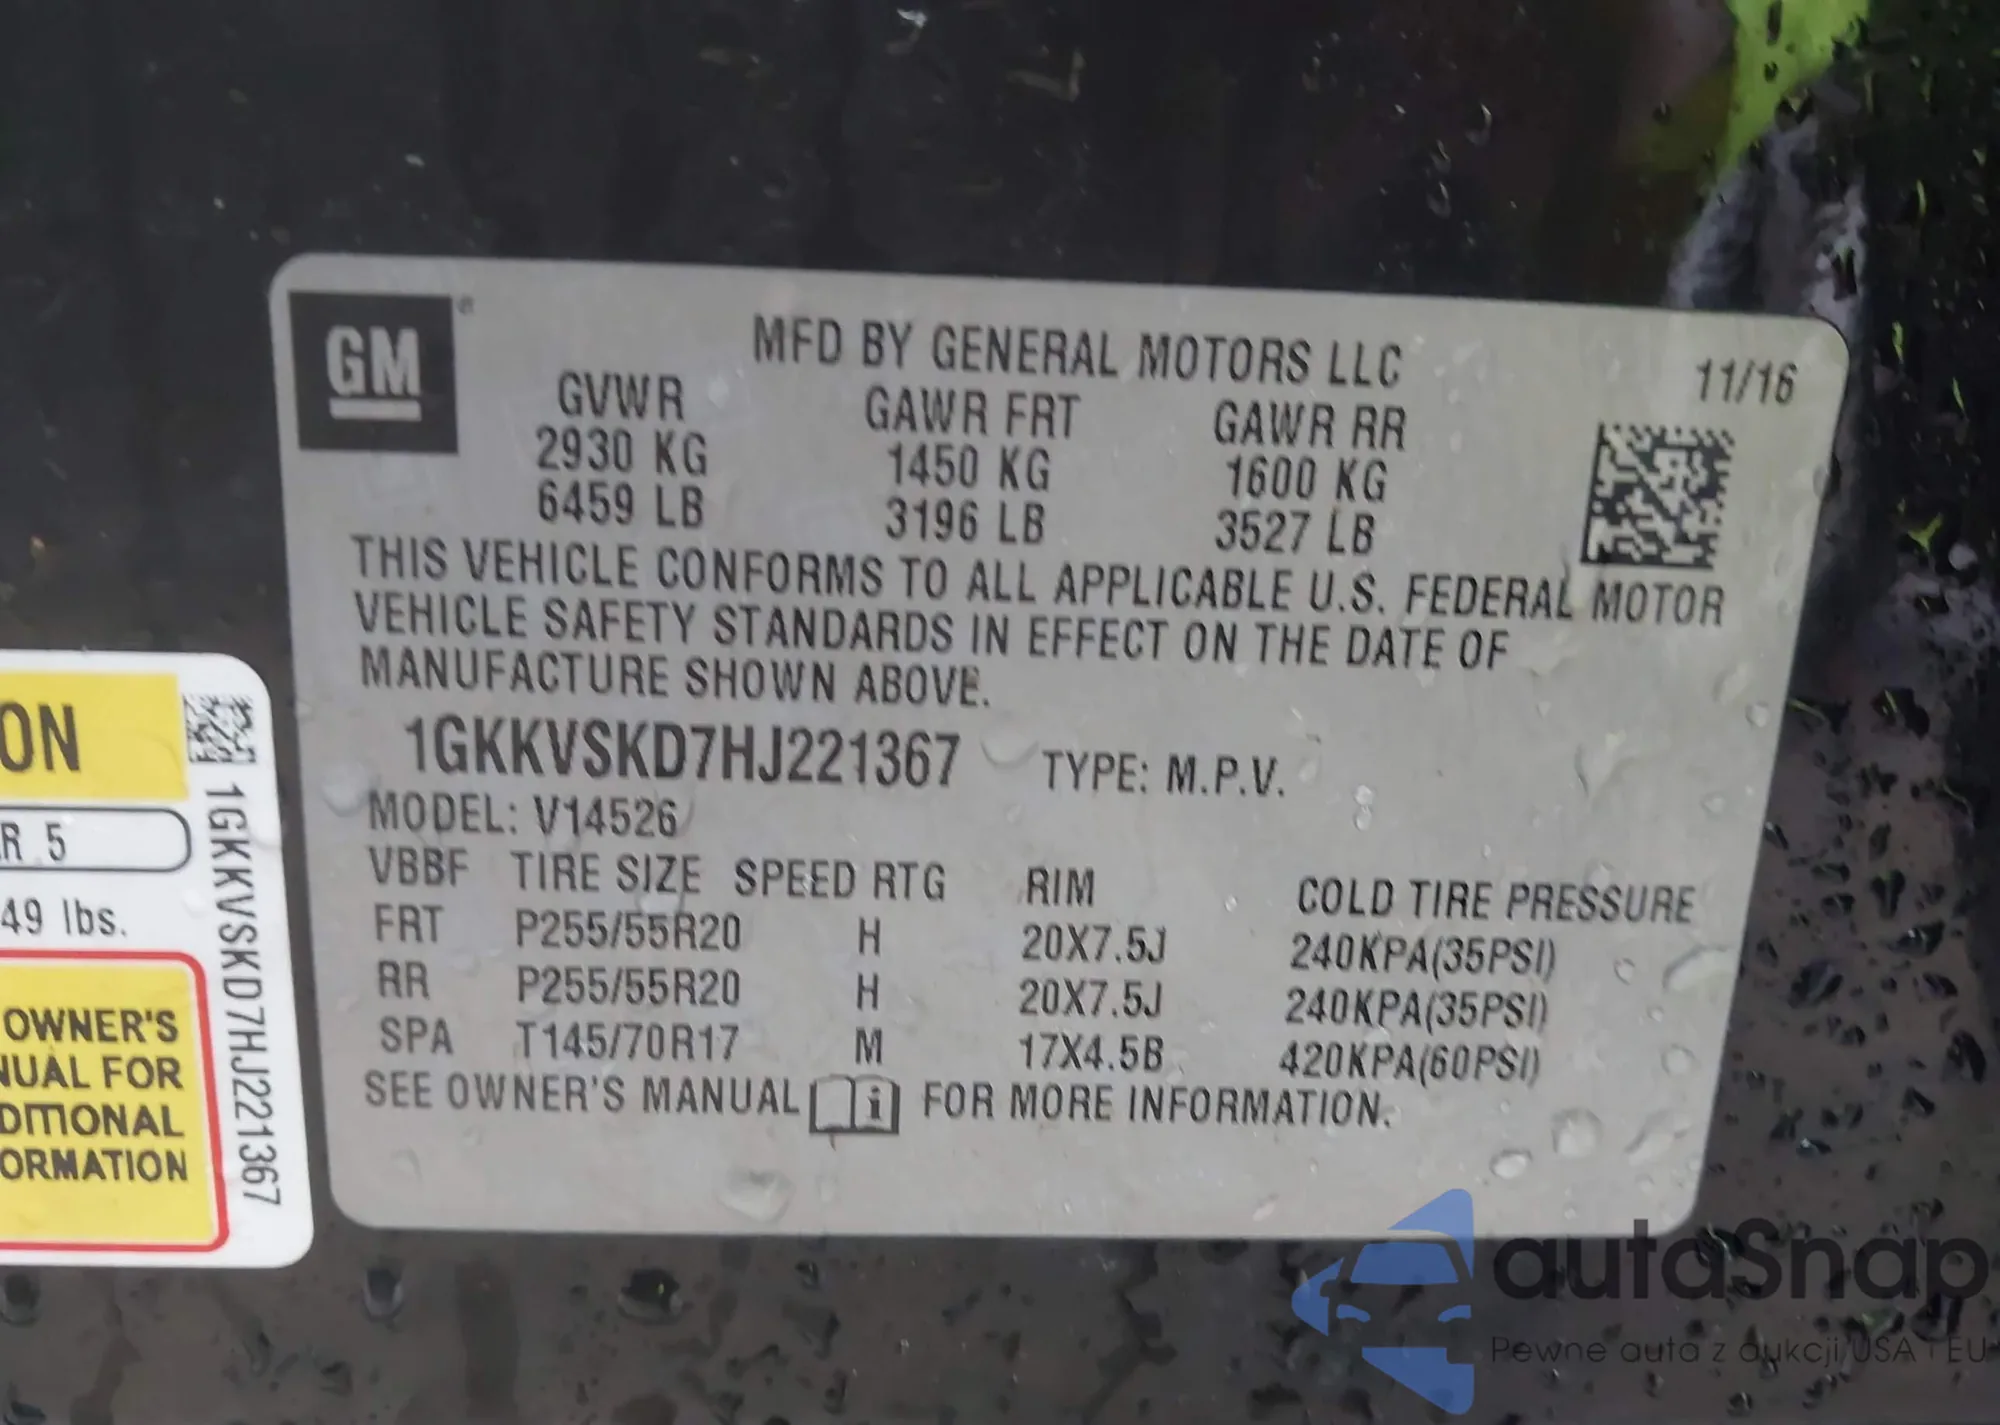 GM
MFD BY GENERAL MOTORS LLC
11/16
GVWR GAWR FRT GAWR RR
2930 KG 1450 KG 1600 KG
6459 LB 3196 LB 3527 LB
THIS VEHICLE CONFORMS TO ALL APPLICABLE U.S. FEDERAL MOTOR
VEHICLE SAFETY STANDARDS IN EFFECT ON THE DATE OF
MANUFACTURE SHOWN ABOVE.
1GKKVSKD7HJ221367 TYPE: M.P.V.
MODEL: V14526
VBBF TIRE SIZE SPEED RTG RIM COLD TIRE PRESSURE
FRT P255/55R20 H 20X7.5J 240KPA(35PSI)
RR P255/55R20 H 20X7.5J 240KPA(35PSI)
SPA T145/70R17 M 17X4.5B 420KPA(60PSI)
SEE OWNER'S MANUAL i FOR MORE INFORMATION.
ON
R 5
49 lbs.
OWNER'S
NUAL FOR
DITIONAL
ORMATION
1GKKVSKD7HJ221367
autoSnap
Pewne auta z aukcji USA i EU